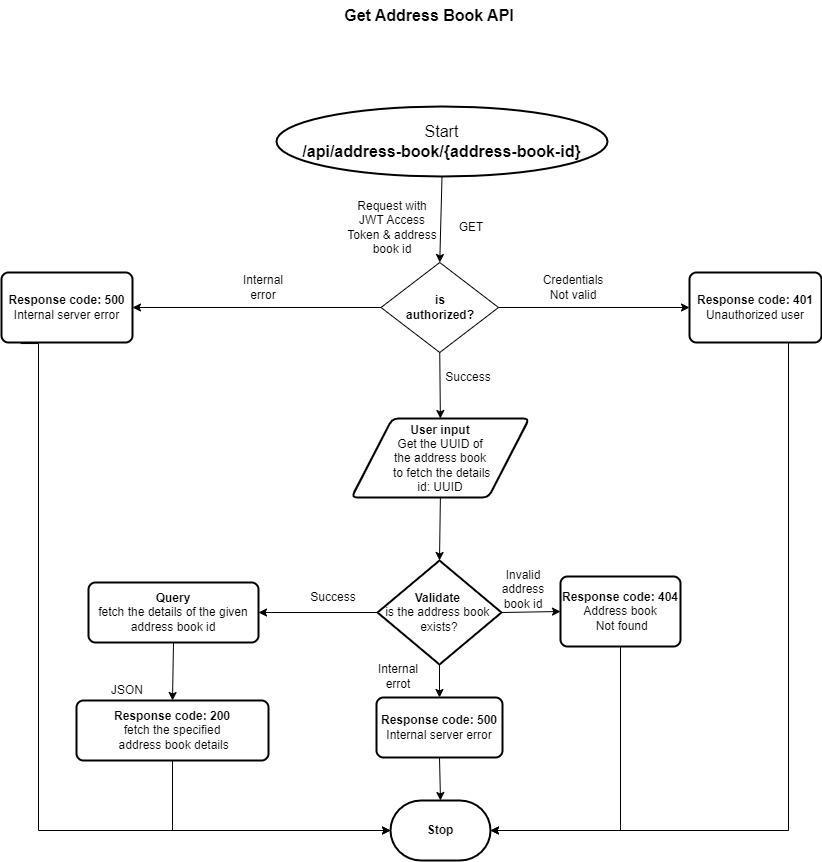 Get Address Book API
Start
/api/address-book/{address-book-id}
Request with
JWT Access
Token & address
book id
GET
Internal
error
Credentials
Not valid
Response code: 500
Internal server error
is
authorized?
Response code: 401
Unauthorized user
Success
User input
Get the UUID of
the address book
to fetch the details
id: UUID
Query
fetch the details of the given
address book id
Success
Validate
is the address book
exists?
Invalid
address
book id
Response code: 404
Address book
Not found
Internal
errot
JSON
Response code: 200
fetch the specified
address book details
Response code: 500
Internal server error
Stop